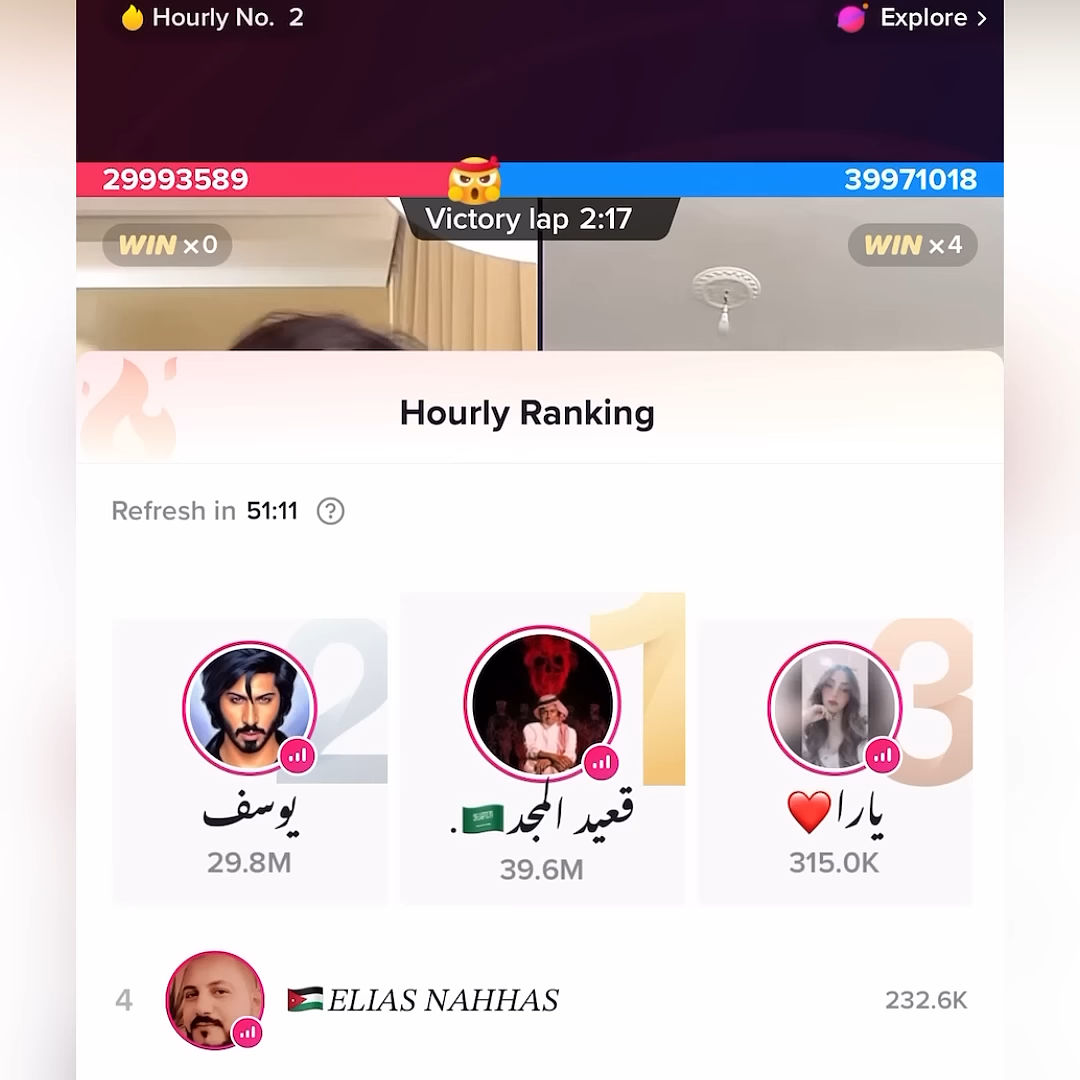 Hourly No. 2
Explore >
29993589
39971018
Victory lap 2:17
WIN ×0
WIN ×4
Hourly Ranking
Refresh in 51:11 ?
2
1
3
يوسف
قعيد المجد🇸🇦.
يارا❤️
29.8M
39.6M
315.0K
4 🇯🇴ELIAS NAHHAS 232.6K